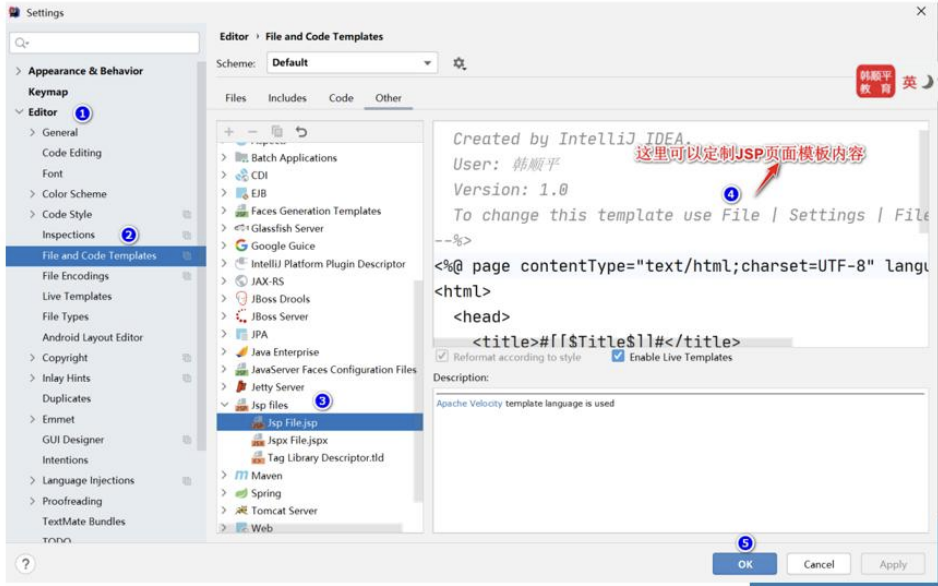 Settings
Editor › File and Code Templates
Scheme: Default
Appearance & Behavior
Keymap
Editor 1
General
Code Editing
Font
Color Scheme
Code Style
Inspections 2
File and Code Templates
File Encodings
Live Templates
File Types
Android Layout Editor
Copyright
Inlay Hints
Duplicates
Emmet
GUI Designer
Intentions
Language Injections
Proofreading
TextMate Bundles
TODO
Files Includes Code Other
Batch Applications
CDI
EJB
Faces Generation Templates
Glassfish Server
Google Guice
IntelliJ Platform Plugin Descriptor
JAX-RS
JBoss Drools
JBoss Server
JPA
Java Enterprise
JavaServer Faces Configuration Files
Jetty Server
Jsp files 3
Jsp File.jsp
Jspx File.jspx
Tag Library Descriptor.tld
Maven
Spring
Tomcat Server
Web
韩顺平
教 育
英
Created by IntelliJ IDEA.
这里可以定制JSP页面模板内容
User: 韩顺平
Version: 1.0
4
To change this template use File | Settings | File
--%>
<%@ page contentType="text/html;charset=UTF-8" langu
<html>
<head>
<title>#[[$Title$]]#</title>
Reformat according to style Enable Live Templates
Description:
Apache Velocity template language is used
5
? OK Cancel Apply